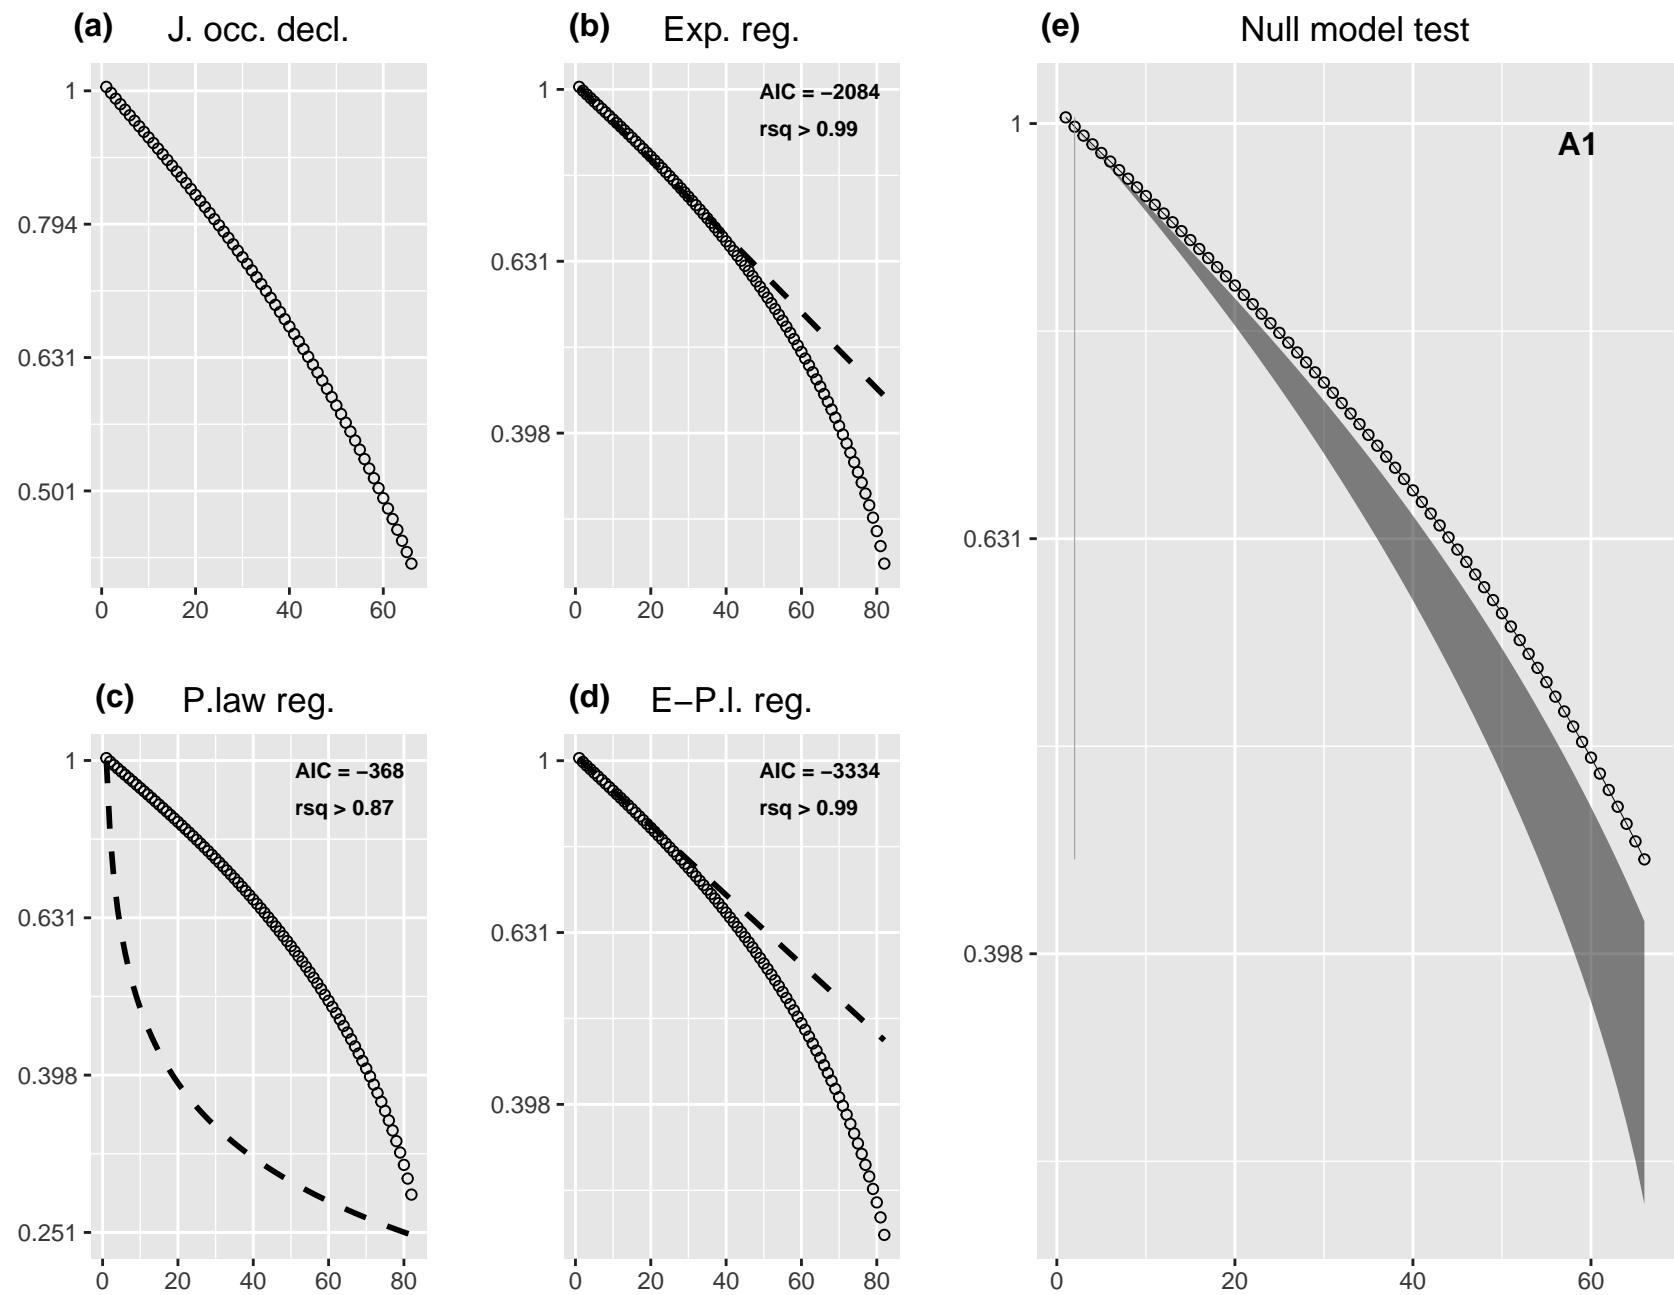 (a) J. occ. decl.
1
0.794
0.631
0.501
0 20 40 60
(b) Exp. reg.
AIC = −2084
rsq > 0.99
1
0.631
0.398
0 20 40 60 80
(c) P.law reg.
AIC = −368
rsq > 0.87
1
0.631
0.398
0.251
0 20 40 60 80
(d) E−P.l. reg.
AIC = −3334
rsq > 0.99
1
0.631
0.398
0 20 40 60 80
(e) Null model test
A1
1
0.631
0.398
0 20 40 60